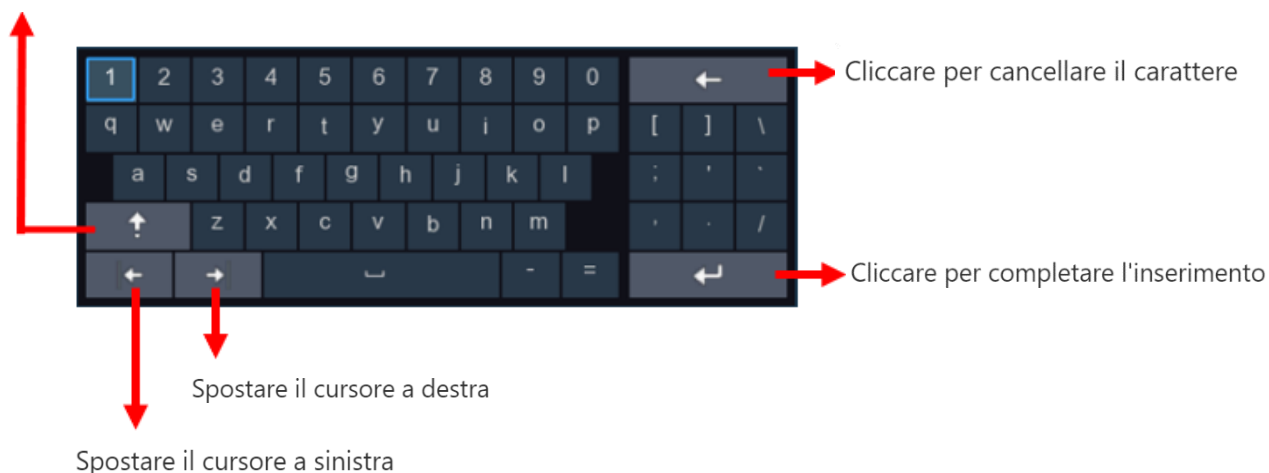 1 2 3 4 5 6 7 8 9 0
Cliccare per cancellare il carattere
q w e r t y u i o p [ ] \
a s d f g h j k l ; ' `
z x c v b n m , . /
- =
Cliccare per completare l'inserimento
Spostare il cursore a destra
Spostare il cursore a sinistra